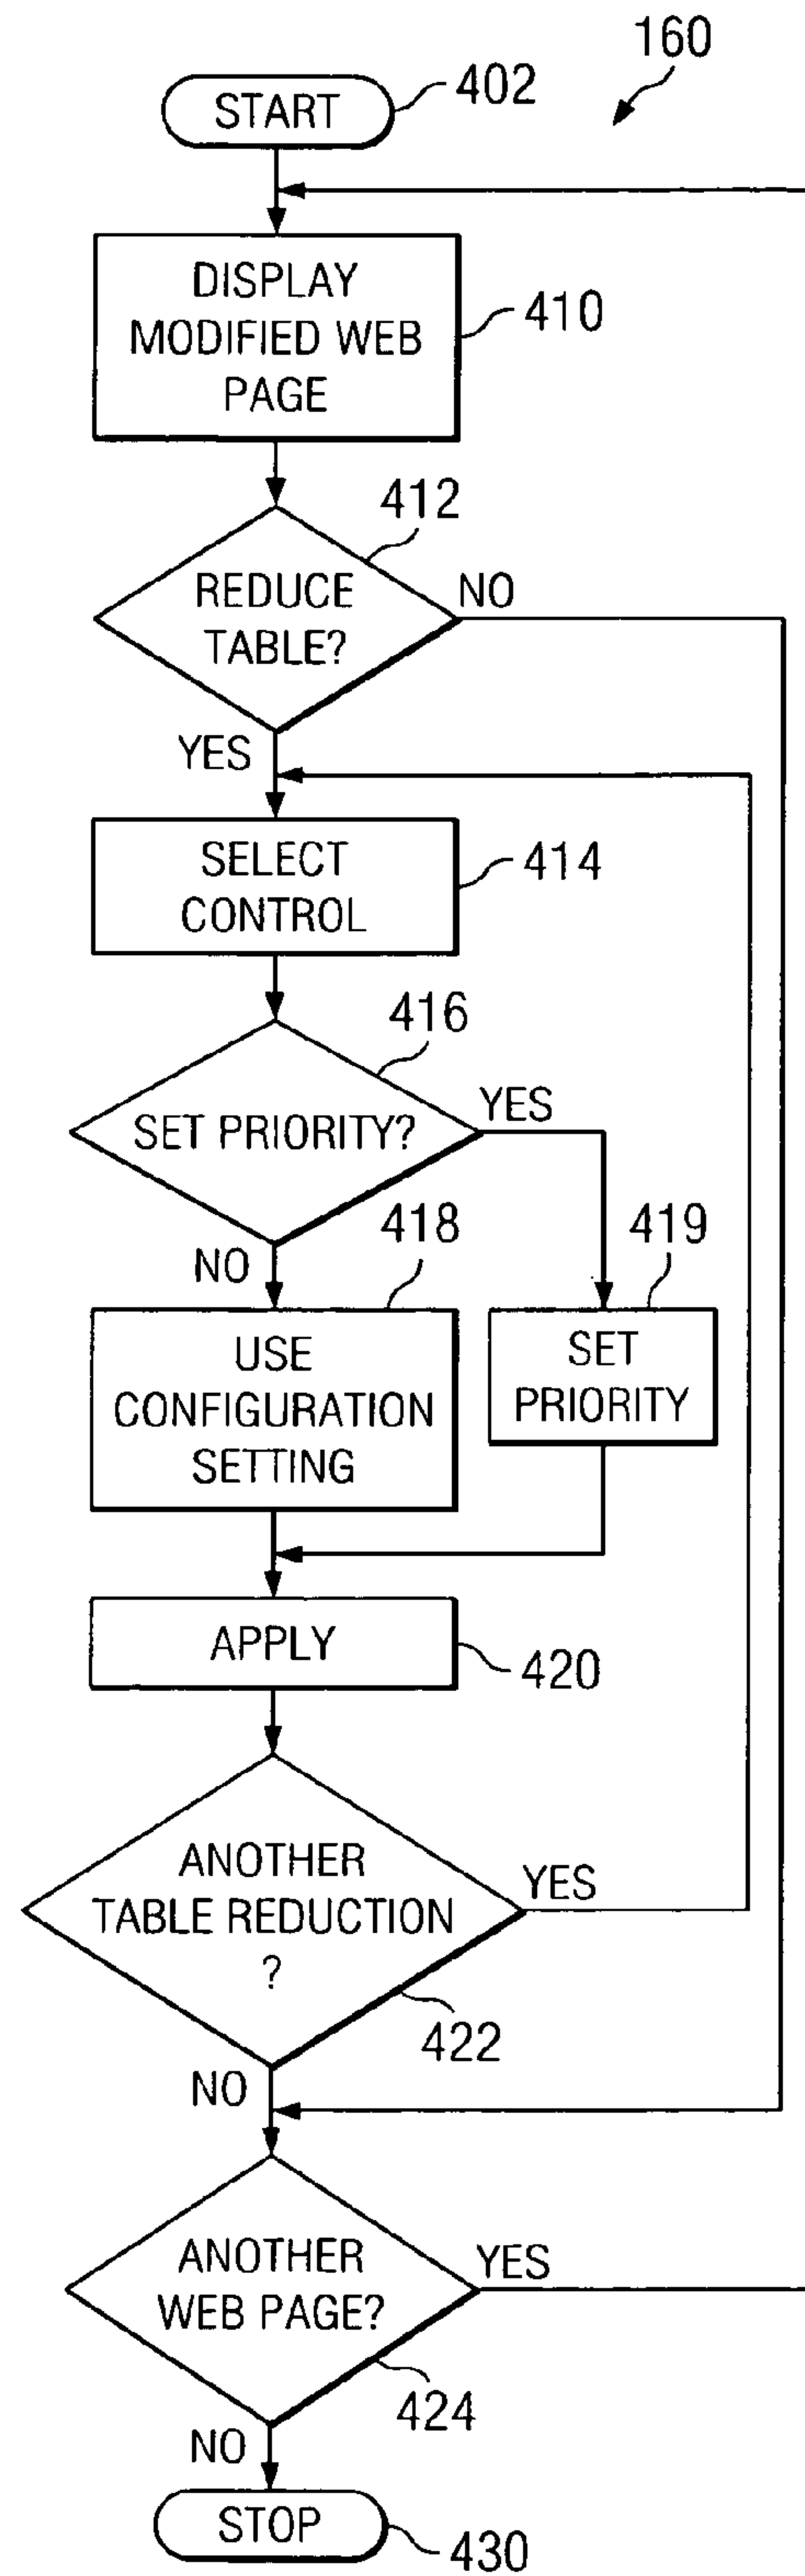 160
START
402
DISPLAY
MODIFIED WEB
PAGE
410
412
REDUCE
TABLE?
NO
YES
SELECT
CONTROL
414
416
SET PRIORITY?
YES
NO
418
419
USE
CONFIGURATION
SETTING
SET
PRIORITY
APPLY
420
ANOTHER
TABLE REDUCTION
?
YES
422
NO
ANOTHER
WEB PAGE?
YES
424
NO
STOP
430